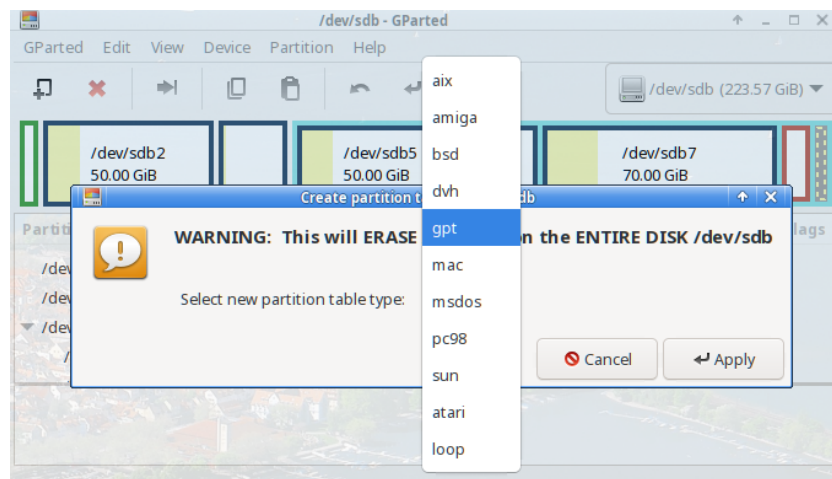 /dev/sdb - GParted
GParted Edit View Device Partition Help
/dev/sdb (223.57 GiB)
/dev/sdb2
50.00 GiB
/dev/sdb5
50.00 GiB
/dev/sdb7
70.00 GiB
Create partition
WARNING: This will ERASE on the ENTIRE DISK /dev/sdb
Select new partition table type:
aix
amiga
bsd
dvh
gpt
mac
msdos
pc98
sun
atari
loop
Cancel
Apply